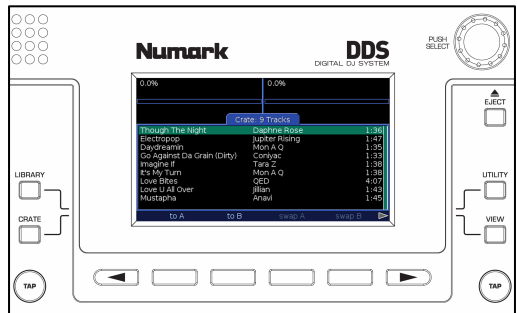 Numark
DDS
DIGITAL DJ SYSTEM
PUSH
SELECT
EJECT
0.0%
0.0%
Crate: 9 Tracks
Though The Night Daphne Rose 1:36
Electropop Jupiter Rising 1:47
Daydreamin Mon A Q 1:35
Go Against Da Grain (Dirty) Coniyac 1:33
Imagine If Tara Z 1:38
It's My Turn Mon A Q 1:38
Love Bites QED 4:07
Love U All Over Jillian 1:43
Mustapha Anavi 1:45
to A to B swap A swap B
LIBRARY
CRATE
UTILITY
VIEW
TAP
TAP